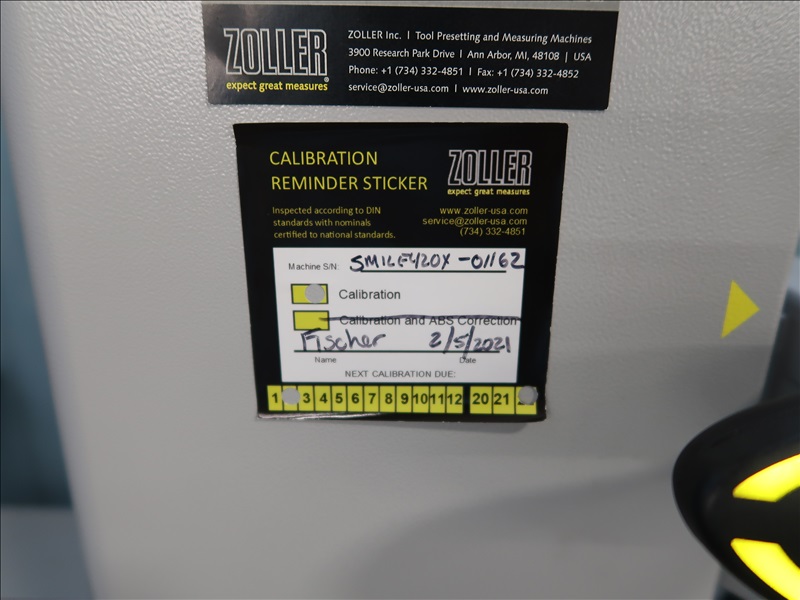 ZOLLER
expect great measures
ZOLLER Inc. | Tool Presetting and Measuring Machines
3900 Research Park Drive | Ann Arbor, MI, 48108 | USA
Phone: +1 (734) 332-4851 | Fax: +1 (734) 332-4852
service@zoller-usa.com | www.zoller-usa.com
CALIBRATION
REMINDER STICKER
ZOLLER
expect great measures
Inspected according to DIN
standards with nominals
certified to national standards.
www.zoller-usa.com
service@zoller-usa.com
(734) 332-4851
Machine S/N: SMILE420X-01162
Calibration
Calibration and ABS Correction
Fischer 2/5/2021
Name Date
NEXT CALIBRATION DUE:
1 3 4 5 6 7 8 9 10 11 12 20 21